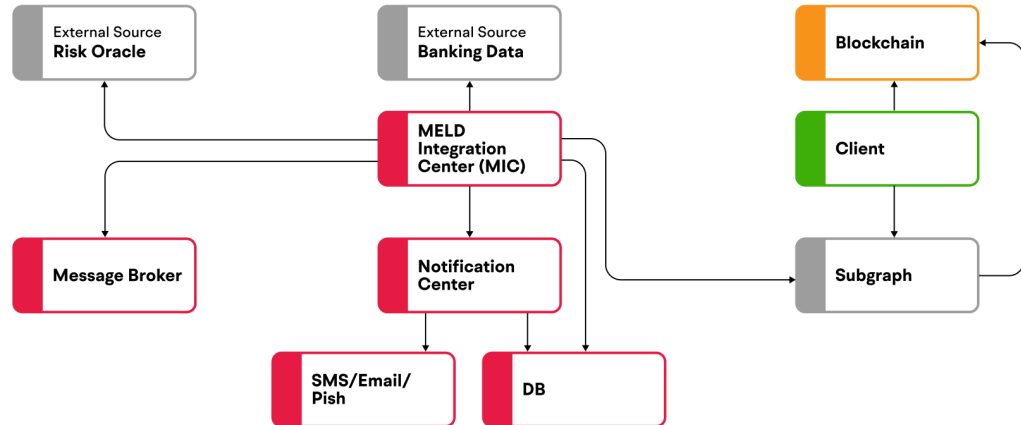 External Source
Risk Oracle
External Source
Banking Data
Blockchain
MELD
Integration
Center (MIC)
Client
Message Broker
Notification
Center
Subgraph
SMS/Email/
Pish
DB